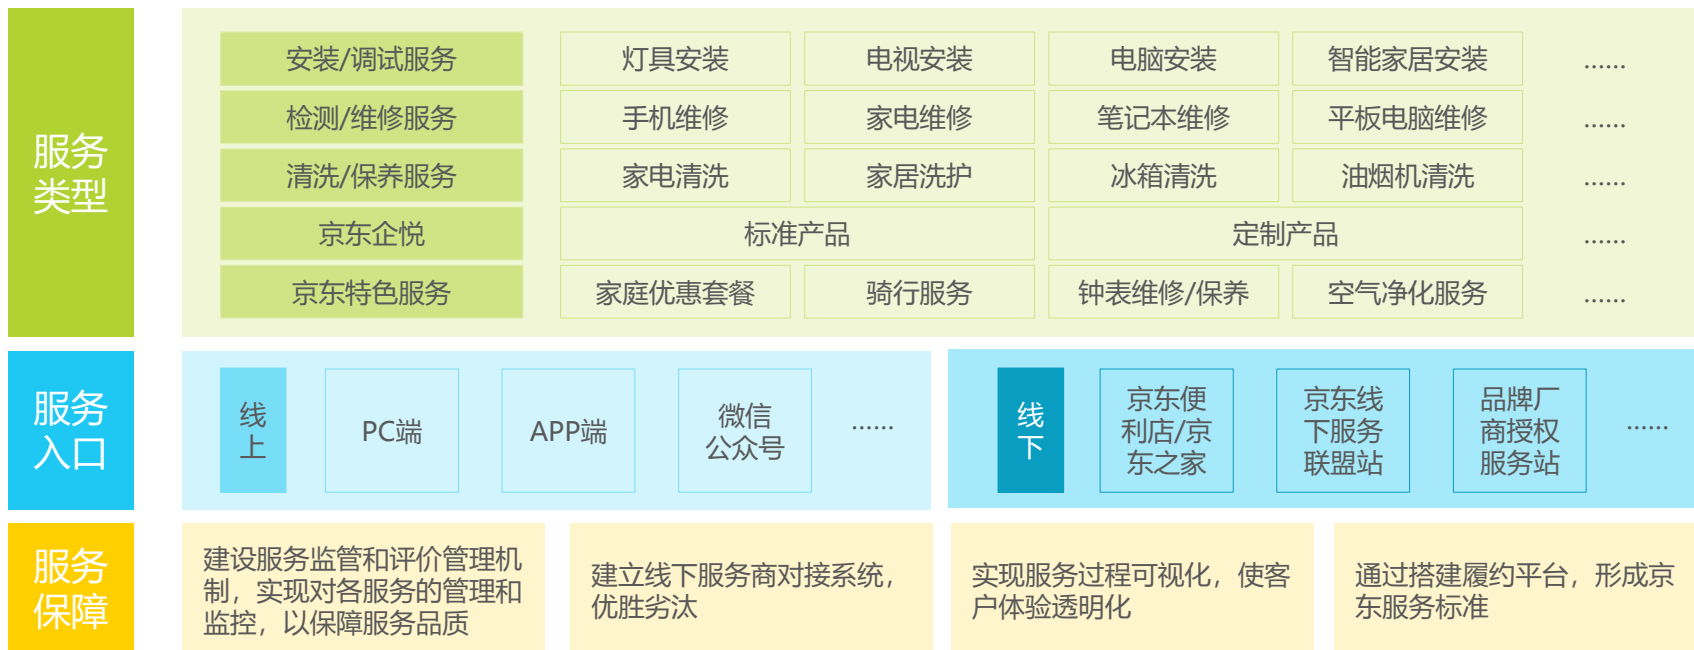 服务
类型
安装/调试服务 灯具安装 电视安装 电脑安装 智能家居安装 ······
检测/维修服务 手机维修 家电维修 笔记本维修 平板电脑维修 ······
清洗/保养服务 家电清洗 家居洗护 冰箱清洗 油烟机清洗 ······
京东企悦 标准产品 定制产品 ······
京东特色服务 家庭优惠套餐 骑行服务 钟表维修/保养 空气净化服务 ······
服务
入口
线
上
PC端
APP端
微信
公众号
······
线
下
京东便
利店/京
东之家
京东线
下服务
联盟站
品牌厂
商授权
服务站
······
服务
保障
建设服务监管和评价管理机
制，实现对各服务的管理和
监控，以保障服务品质
建立线下服务商对接系统，
优胜劣汰
实现服务过程可视化，使客
户体验透明化
通过搭建履约平台，形成京
东服务标准